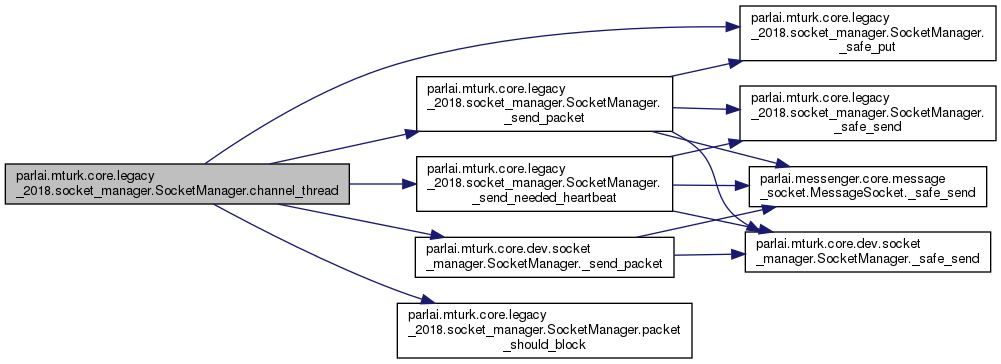 parlai.mturk.core.legacy
_2018.socket_manager.SocketManager.channel_thread
parlai.mturk.core.legacy
_2018.socket_manager.SocketManager.
_safe_put
parlai.mturk.core.legacy
_2018.socket_manager.SocketManager.
_send_packet
parlai.mturk.core.legacy
_2018.socket_manager.SocketManager.
_safe_send
parlai.mturk.core.legacy
_2018.socket_manager.SocketManager.
_send_needed_heartbeat
parlai.messenger.core.message
_socket.MessageSocket._safe_send
parlai.mturk.core.dev.socket
_manager.SocketManager._send_packet
parlai.mturk.core.dev.socket
_manager.SocketManager._safe_send
parlai.mturk.core.legacy
_2018.socket_manager.SocketManager.packet
_should_block